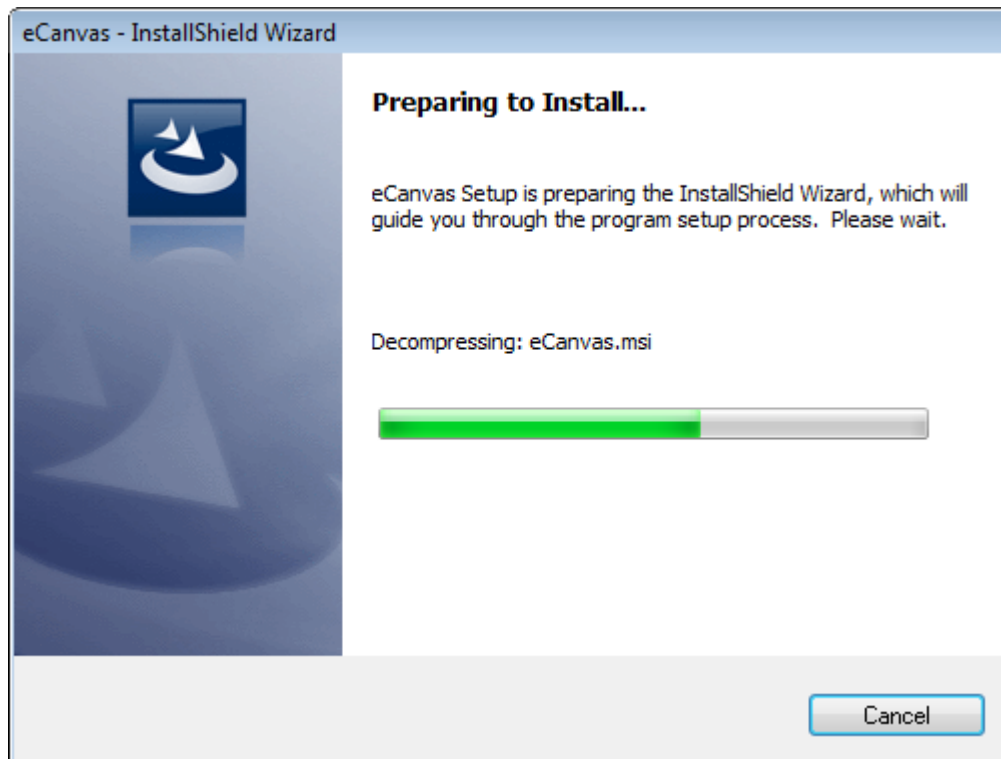 eCanvas - InstallShield Wizard
Preparing to Install...
eCanvas Setup is preparing the InstallShield Wizard, which will
guide you through the program setup process.  Please wait.
Decompressing: eCanvas.msi
Cancel